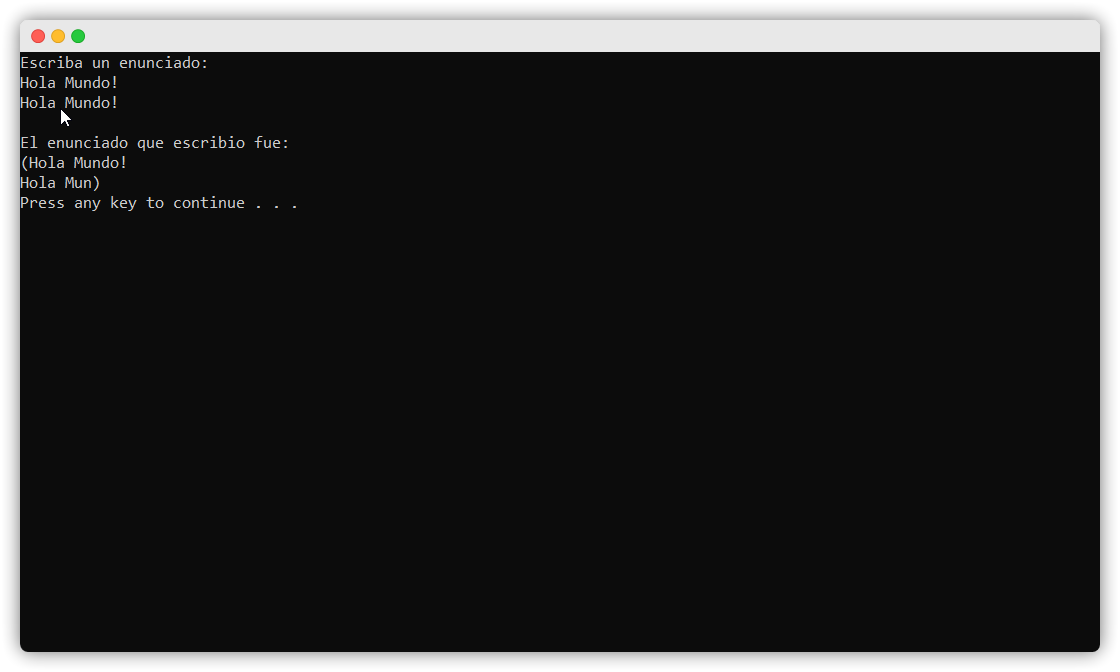 Escriba un enunciado:
Hola Mundo!
Hola Mundo!
El enunciado que escribio fue:
(Hola Mundo!
Hola Mun)
Press any key to continue . . .